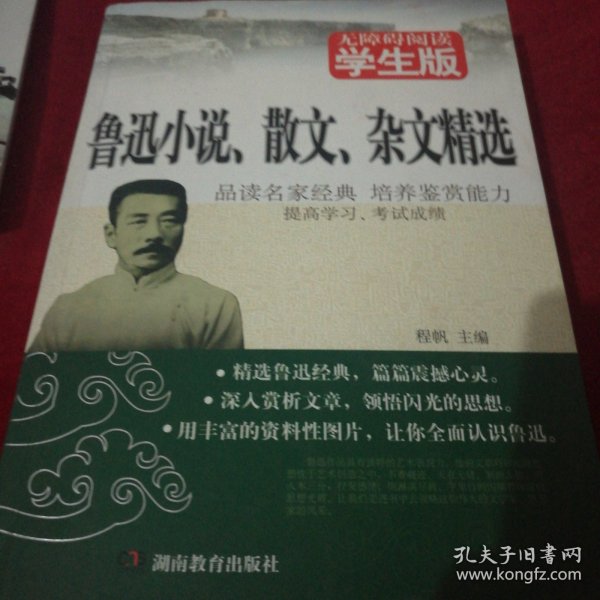 无障碍阅读
学生版
鲁迅小说、散文、杂文精选
品读名家经典 培养鉴赏能力
提高学习、考试成绩
程帆 主编
• 精选鲁迅经典，篇篇震撼心灵。
• 深入赏析文章，领悟闪光的思想。
• 用丰富的资料性图片，让你全面认识鲁迅。
湖南教育出版社
孔夫子旧书网
www.kongfz.com